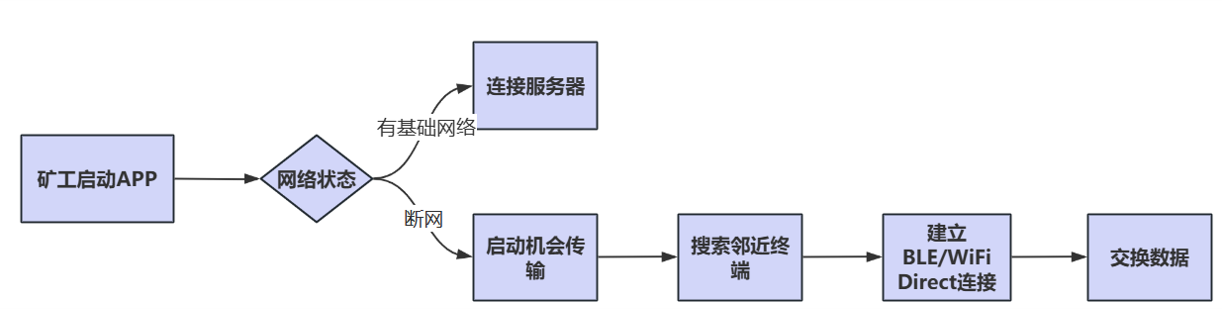 连接服务器
有基础网络
矿工启动APP
网络状态
断网
启动机会传
输
搜索邻近终
端
建立
BLE/WiFi
Direct连接
交换数据